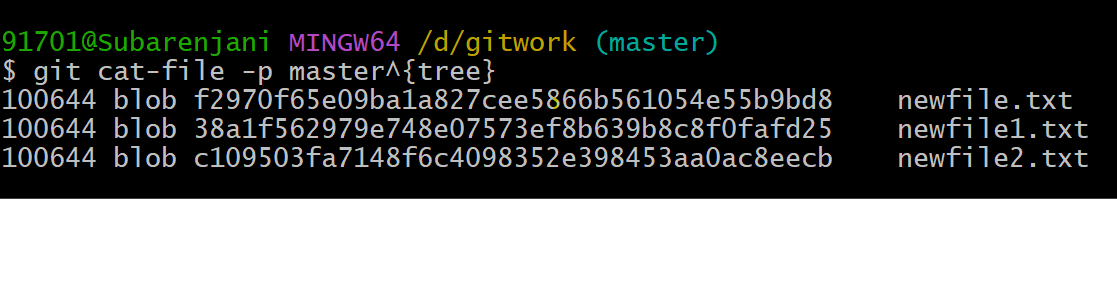 91701@Subarenjani MINGW64 /d/gitwork (master)
$ git cat-file -p master^{tree}
100644 blob f2970f65e09ba1a827cee5866b561054e55b9bd8    newfile.txt
100644 blob 38a1f562979e748e07573ef8b639b8c8f0fafd25    newfile1.txt
100644 blob c109503fa7148f6c4098352e398453aa0ac8eecb    newfile2.txt